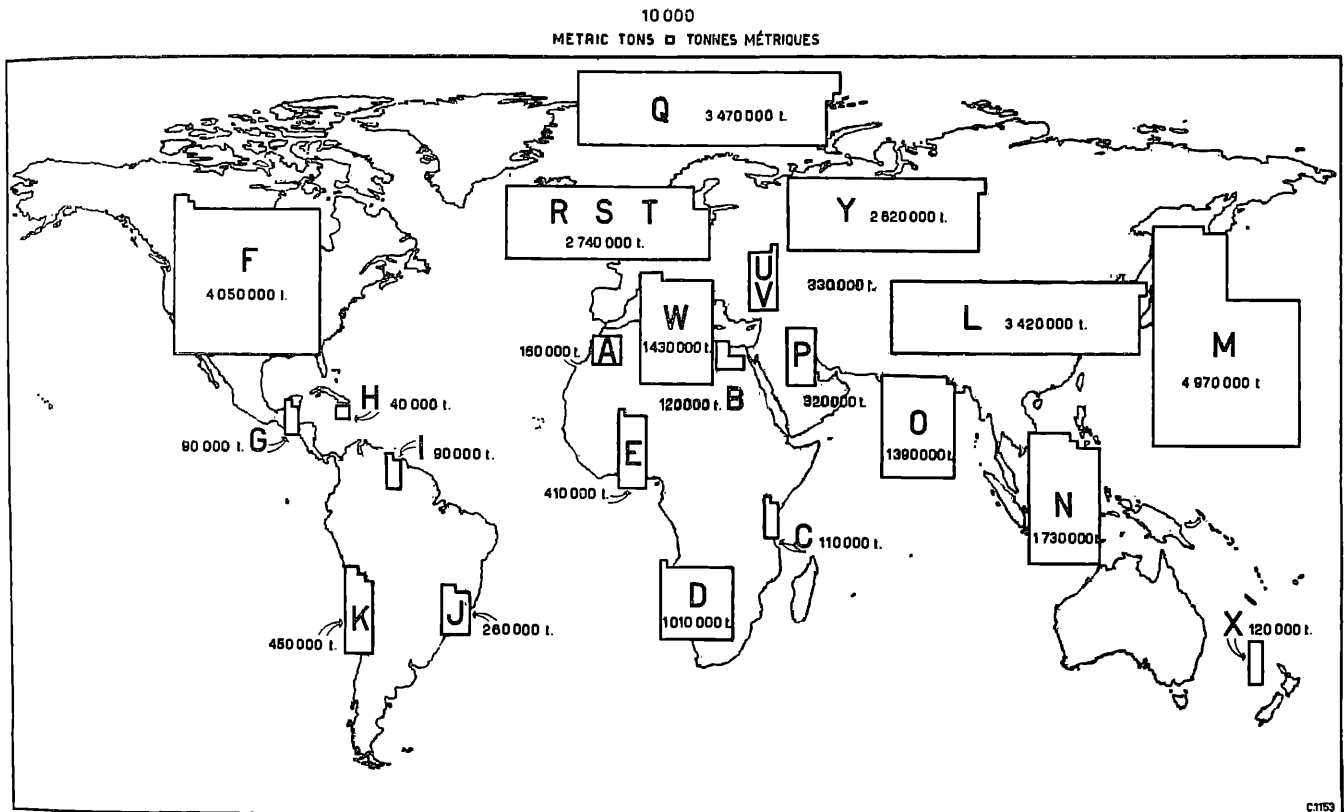 10 000
METRIC TONS □ TONNES MÉTRIQUES
Q 3 470 000 t.
R S T
2 740 000 t.
Y 2 620 000 t.
F
4 050 000 t.
U
V
330 000 t.
L 3 420 000 t.
W
1 430 000 t.
M
4 970 000 t.
A
160 000 t.
P
320 000 t.
B
120 000 t.
H
40 000 t.
O
1 390 000 t.
G
90 000 t.
I
90 000 t.
E
410 000 t.
N
1 730 000 t.
C
110 000 t.
D
1 010 000 t.
K
450 000 t.
J
260 000 t.
X
120 000 t.
C.1153